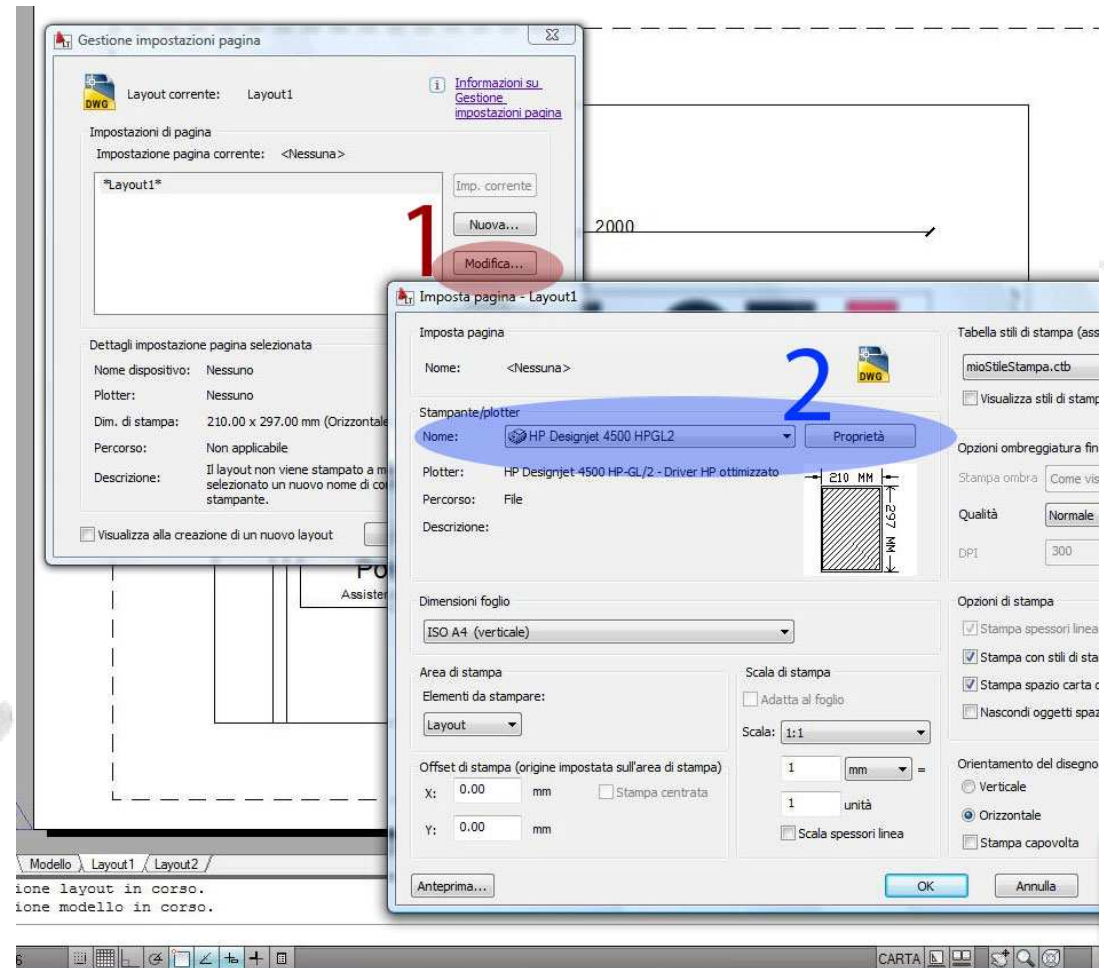 Gestione impostazioni pagina
DWG
Layout corrente: Layout1
Informazioni su
Gestione
impostazioni pagina
Impostazioni di pagina
Impostazione pagina corrente: <Nessuna>
*Layout1*
Imp. corrente
Nuova...
1
Modifica...
Dettagli impostazione pagina selezionata
Nome dispositivo: Nessuno
Plotter: Nessuno
Dim. di stampa: 210.00 x 297.00 mm (Orizzontale
Percorso: Non applicabile
Descrizione: Il layout non viene stampato a m
selezionato un nuovo nome di co
stampante.
Visualizza alla creazione di un nuovo layout
2000
Po
Assister
Imposta pagina - Layout1
Imposta pagina
Nome: <Nessuna>
DWG
2
Stampante/plotter
Nome: HP Designjet 4500 HPGL2 Proprietà
Plotter: HP Designjet 4500 HP-GL/2 - Driver HP ottimizzato
Percorso: File
Descrizione:
210 MM
297 MM
Dimensioni foglio
ISO A4 (verticale)
Area di stampa
Elementi da stampare:
Layout
Scala di stampa
Adatta al foglio
Scala: 1:1
1 mm =
1 unità
Scala spessori linea
Offset di stampa (origine impostata sull'area di stampa)
X: 0.00 mm Stampa centrata
Y: 0.00 mm
Tabella stili di stampa (ass
mioStileStampa.ctb
Visualizza stili di stamp
Opzioni ombreggiatura fin
Stampa ombra Come vis
Qualità Normale
DPI 300
Opzioni di stampa
Stampa spessori linea
Stampa con stili di sta
Stampa spazio carta
Nascondi oggetti spaz
Orientamento del disegno
Verticale
Orizzontale
Stampa capovolta
Anteprima... OK Annulla
Modello Layout1 Layout2
ione layout in corso.
ione modello in corso.
6
CARTA